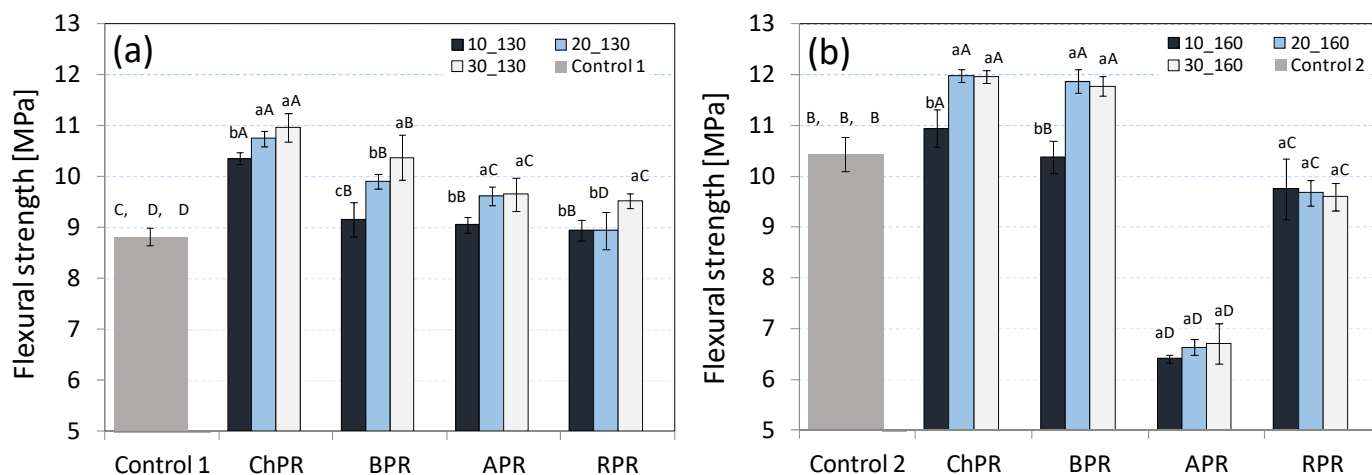 Flexural strength [MPa]
13
12
11
10
9
8
7
6
5
(a)
10_130 20_130
30_130 Control 1
C, D, D
bA aA aA
cB bB aB
bB aC aC
bB bD aC
Control 1 ChPR BPR APR RPR
Flexural strength [MPa]
13
12
11
10
9
8
7
6
5
(b)
10_160 20_160
30_160 Control 2
B, B, B
bA aA aA
bB aA aA
aD aD aD
aC aC aC
Control 2 ChPR BPR APR RPR